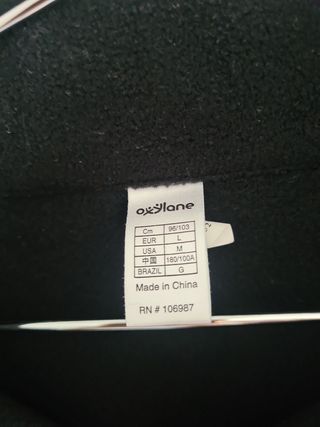 oxylane
Cm 96/103
EUR L
USA M
中国 180/100A
BRAZIL G
Made in China
RN # 106987